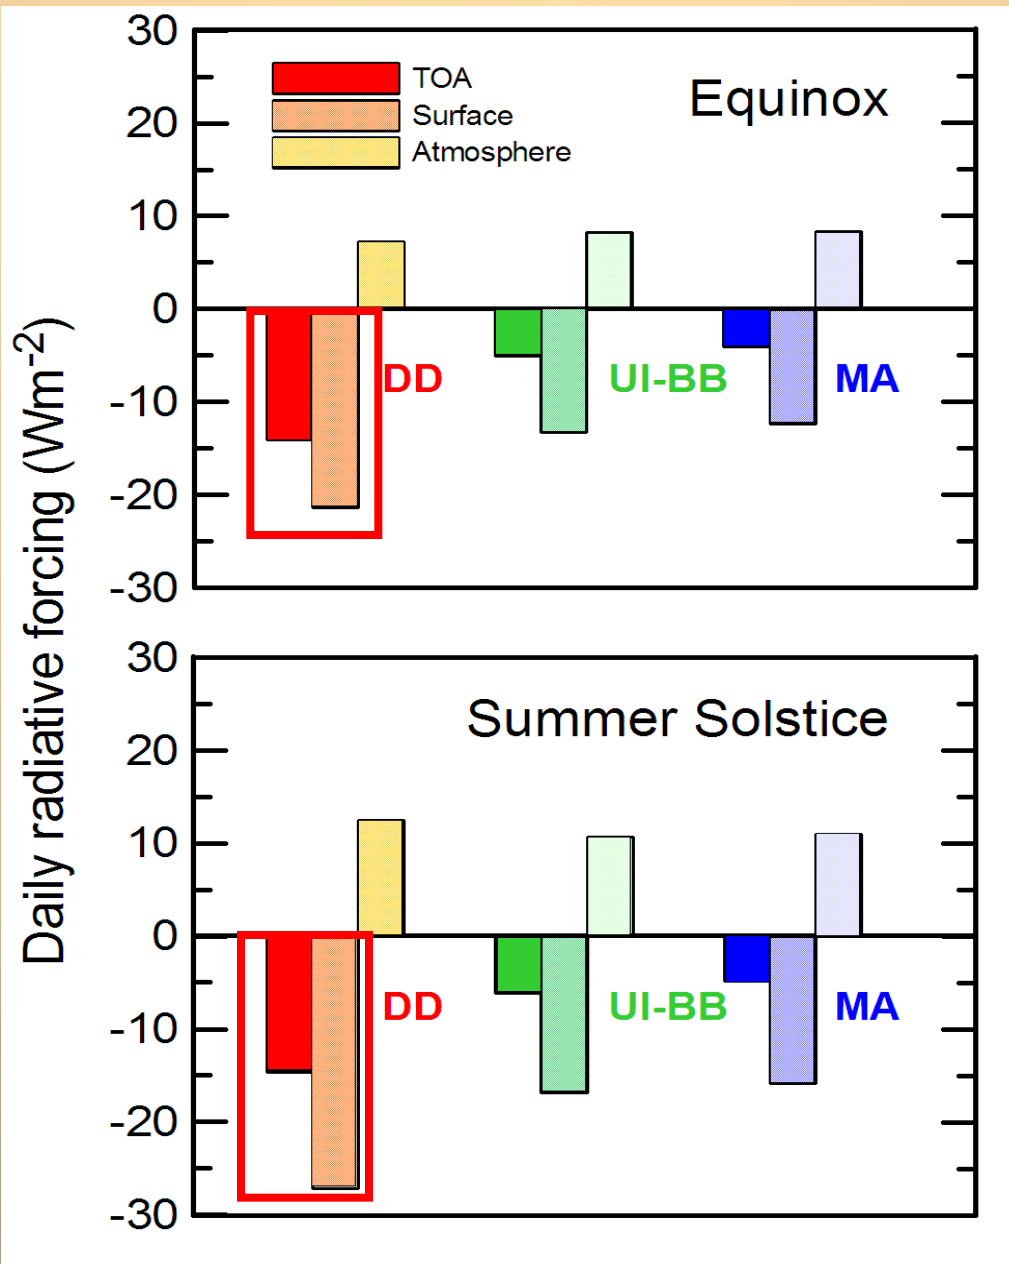 Daily radiative forcing (Wm-2)
30
20
10
0
-10
-20
-30
TOA
Surface
Atmosphere
Equinox
DD
UI-BB
MA
30
20
10
0
-10
-20
-30
Summer Solstice
DD
UI-BB
MA